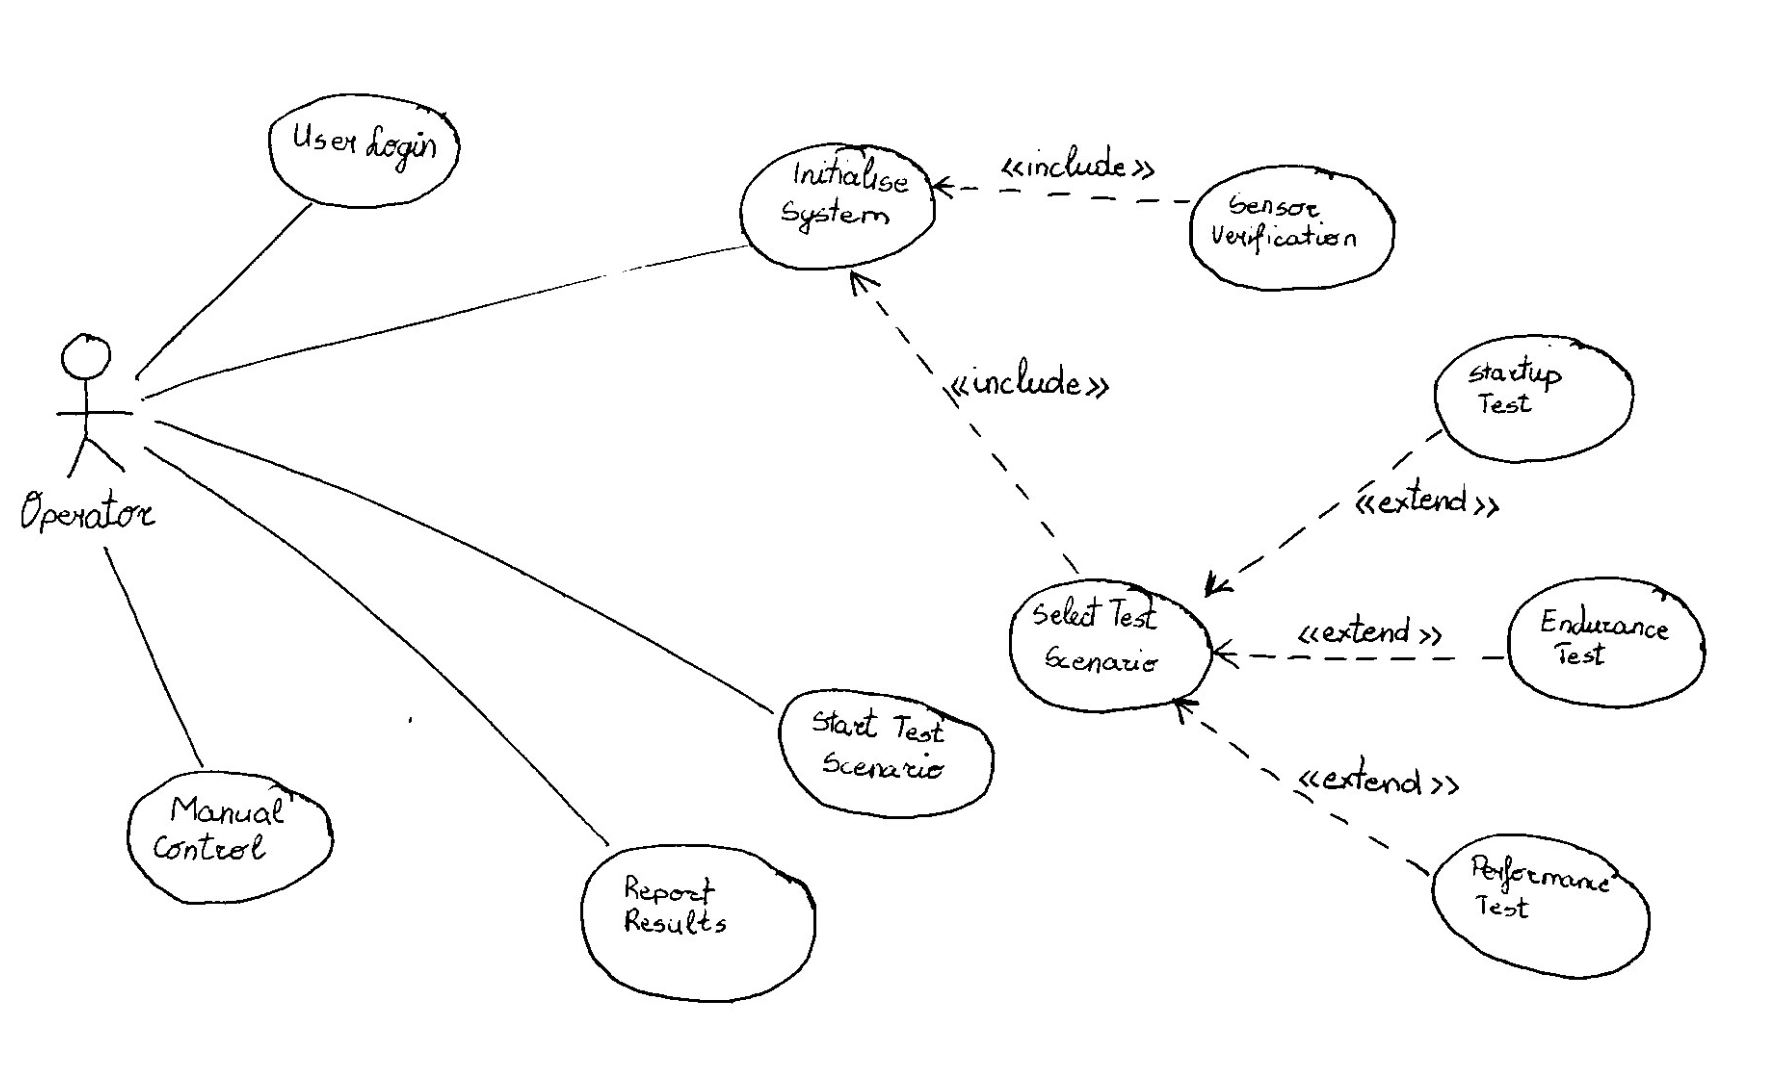 User Login
Initialise
System
<<include>>
Sensor
Verification
<<include>>
Startup
Test
<<extend>>
Operator
Select Test
Scenario
<<extend>>
Endurance
Test
Start Test
Scenario
<<extend>>
Manual
Control
Report
Results
Performance
Test